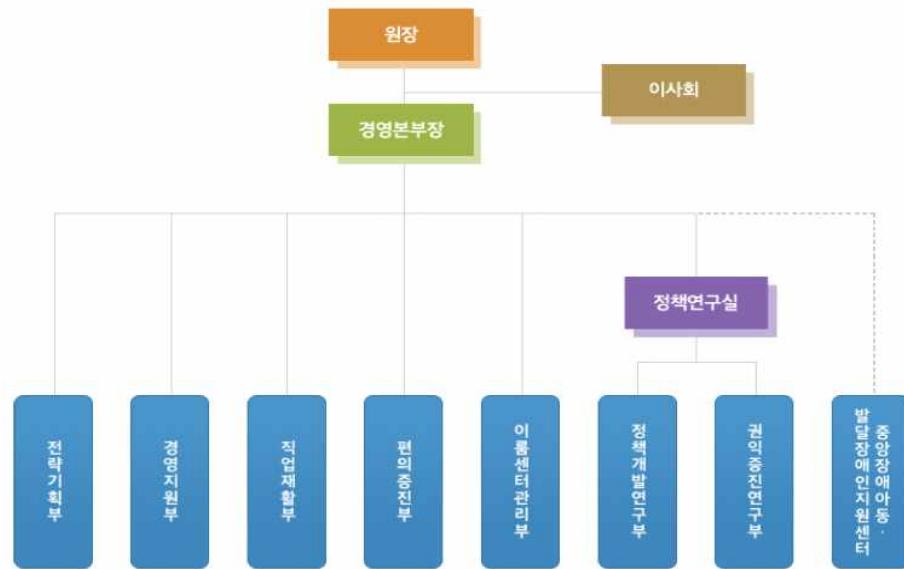 원장
이사회
경영본부장
정책연구실
전략기획부
경영지원부
직업재활부
편의증진부
이룸센터관리부
정책개발연구부
권익증진연구부
중앙장애아동·
발달장애인지원센터